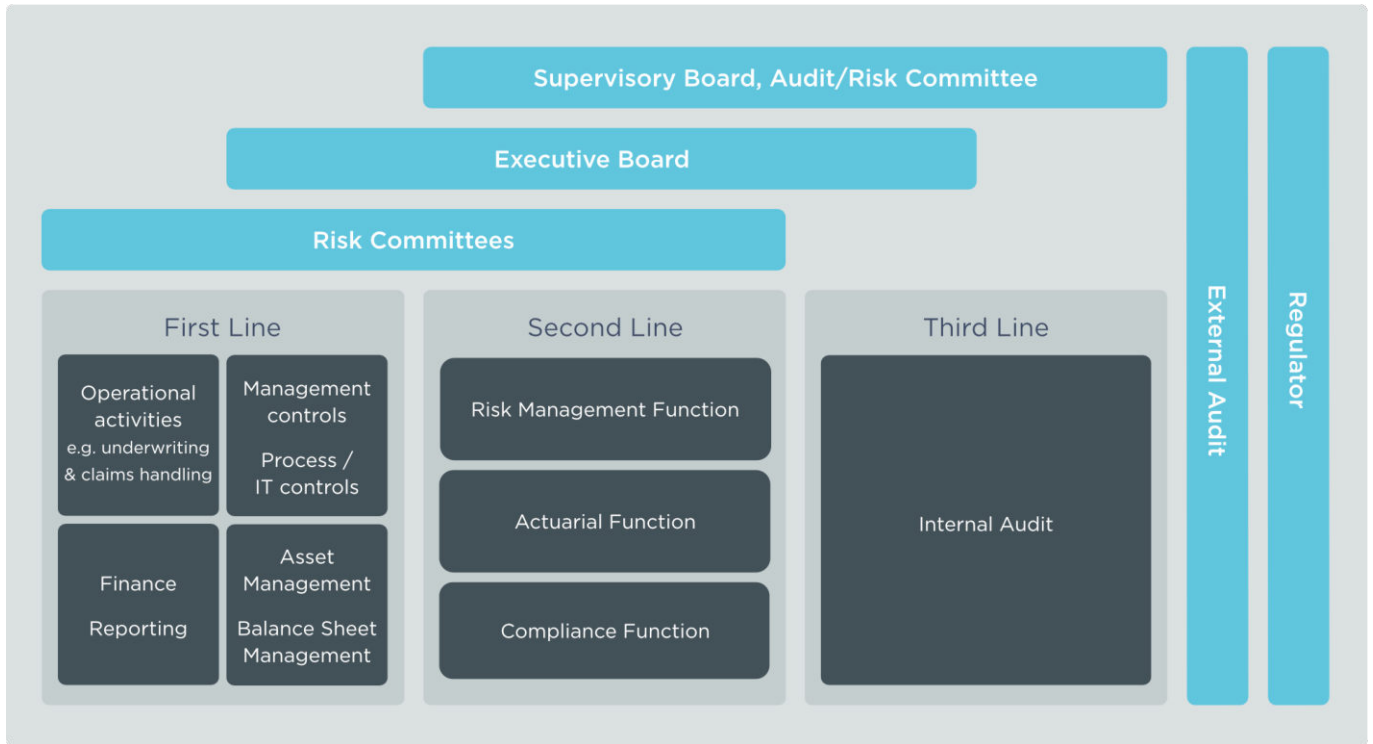 Supervisory Board, Audit/Risk Committee
Executive Board
Risk Committees
First Line
Operational
activities
e.g. underwriting
& claims handling
Management
controls
Process /
IT controls
Finance
Reporting
Asset
Management
Balance Sheet
Management
Second Line
Risk Management Function
Actuarial Function
Compliance Function
Third Line
Internal Audit
External Audit
Regulator